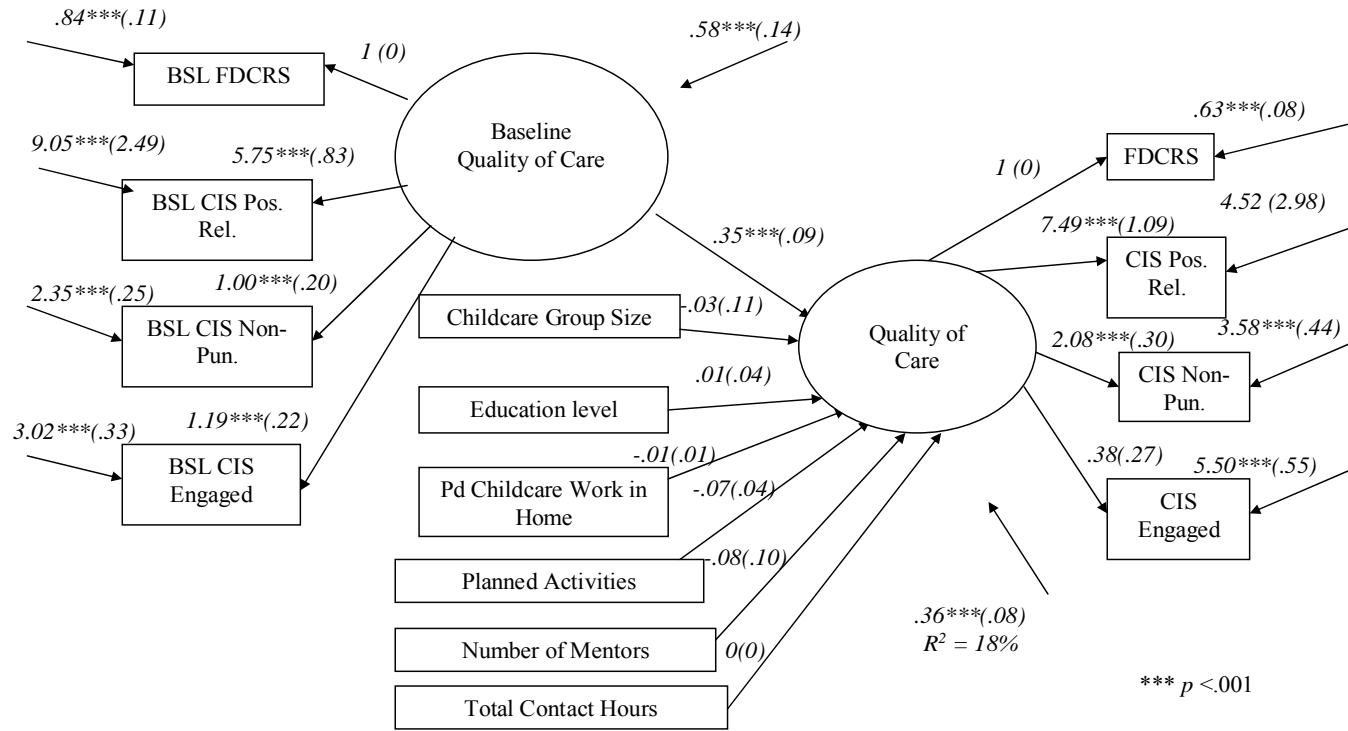 .84***(.11)
1 (0)
BSL FDCRS
.58***(.14)
Baseline
Quality of Care
9.05***(2.49)
5.75***(.83)
BSL CIS Pos.
Rel.
2.35***(.25)
1.00***(.20)
BSL CIS Non-
Pun.
3.02***(.33)
1.19***(.22)
BSL CIS
Engaged
.35***(.09)
Childcare Group Size
-.03(.11)
Education level
.01(.04)
Pd Childcare Work in
Home
-.01(.01)
-.07(.04)
Planned Activities
-.08(.10)
Number of Mentors
0(0)
Total Contact Hours
Quality of
Care
.63***(.08)
FDCRS
1 (0)
4.52 (2.98)
7.49***(1.09)
CIS Pos.
Rel.
3.58***(.44)
2.08***(.30)
CIS Non-
Pun.
.38(.27)
5.50***(.55)
CIS
Engaged
.36***(.08)
R² = 18%
*** p <.001